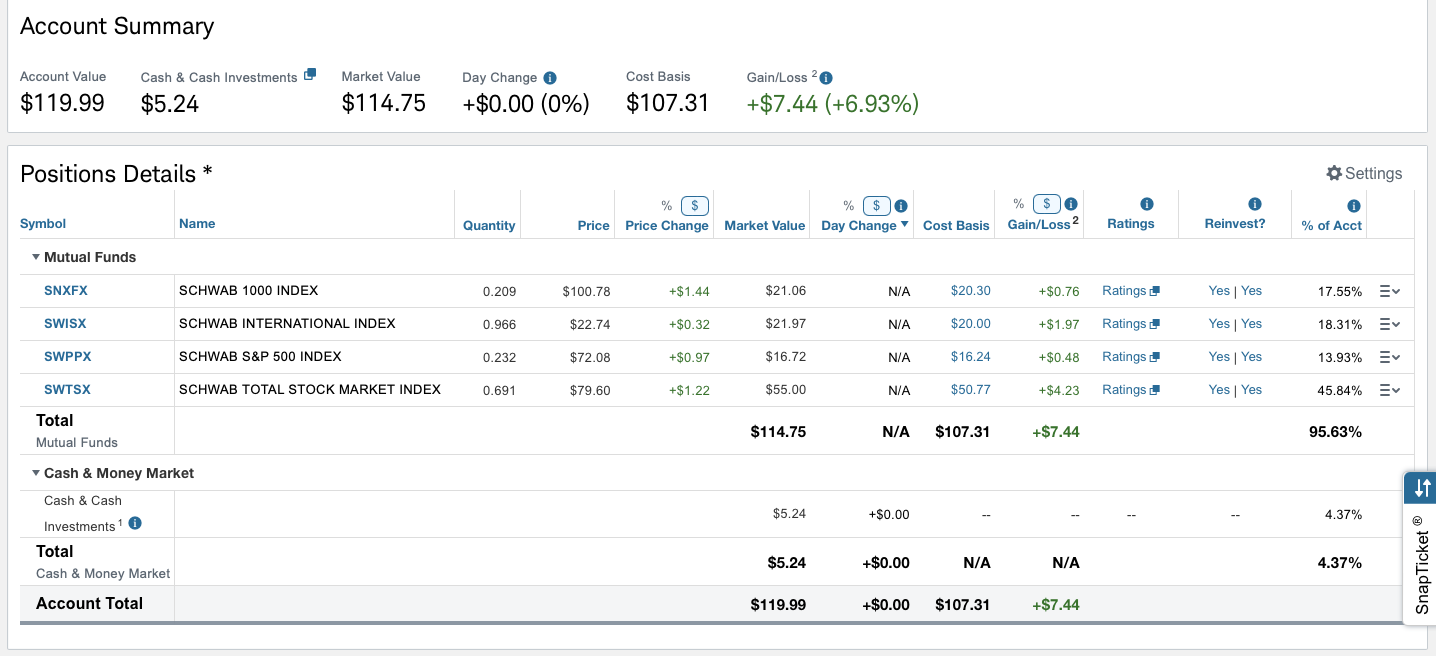 Account Summary
Account Value Cash & Cash Investments Market Value Day Change Cost Basis Gain/Loss 2
$119.99 $5.24 $114.75 +$0.00 (0%) $107.31 +$7.44 (+6.93%)
Positions Details *
Settings
% $ % $ % $
Symbol Name Quantity Price Price Change Market Value Day Change Cost Basis Gain/Loss 2 Ratings Reinvest? % of Acct
Mutual Funds
SNXFX SCHWAB 1000 INDEX 0.209 $100.78 +$1.44 $21.06 N/A $20.30 +$0.76 Ratings Yes | Yes 17.55%
SWISX SCHWAB INTERNATIONAL INDEX 0.966 $22.74 +$0.32 $21.97 N/A $20.00 +$1.97 Ratings Yes | Yes 18.31%
SWPPX SCHWAB S&P 500 INDEX 0.232 $72.08 +$0.97 $16.72 N/A $16.24 +$0.48 Ratings Yes | Yes 13.93%
SWTSX SCHWAB TOTAL STOCK MARKET INDEX 0.691 $79.60 +$1.22 $55.00 N/A $50.77 +$4.23 Ratings Yes | Yes 45.84%
Total
Mutual Funds
$114.75 N/A $107.31 +$7.44 95.63%
Cash & Money Market
Cash & Cash
Investments 1
$5.24 +$0.00 -- -- -- -- 4.37%
Total
Cash & Money Market
$5.24 +$0.00 N/A N/A 4.37%
Account Total $119.99 +$0.00 $107.31 +$7.44
SnapTicket ®